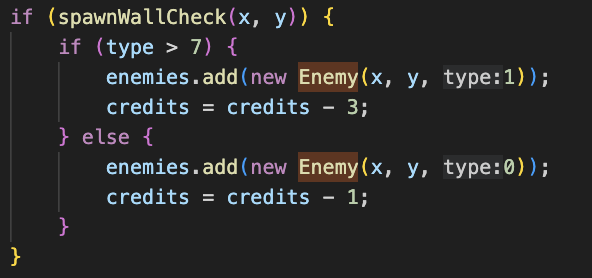 if (spawnWallCheck(x, y)) {
    if (type > 7) {
        enemies.add(new Enemy(x, y, type:1));
        credits = credits - 3;
    } else {
        enemies.add(new Enemy(x, y, type:0));
        credits = credits - 1;
    }
}